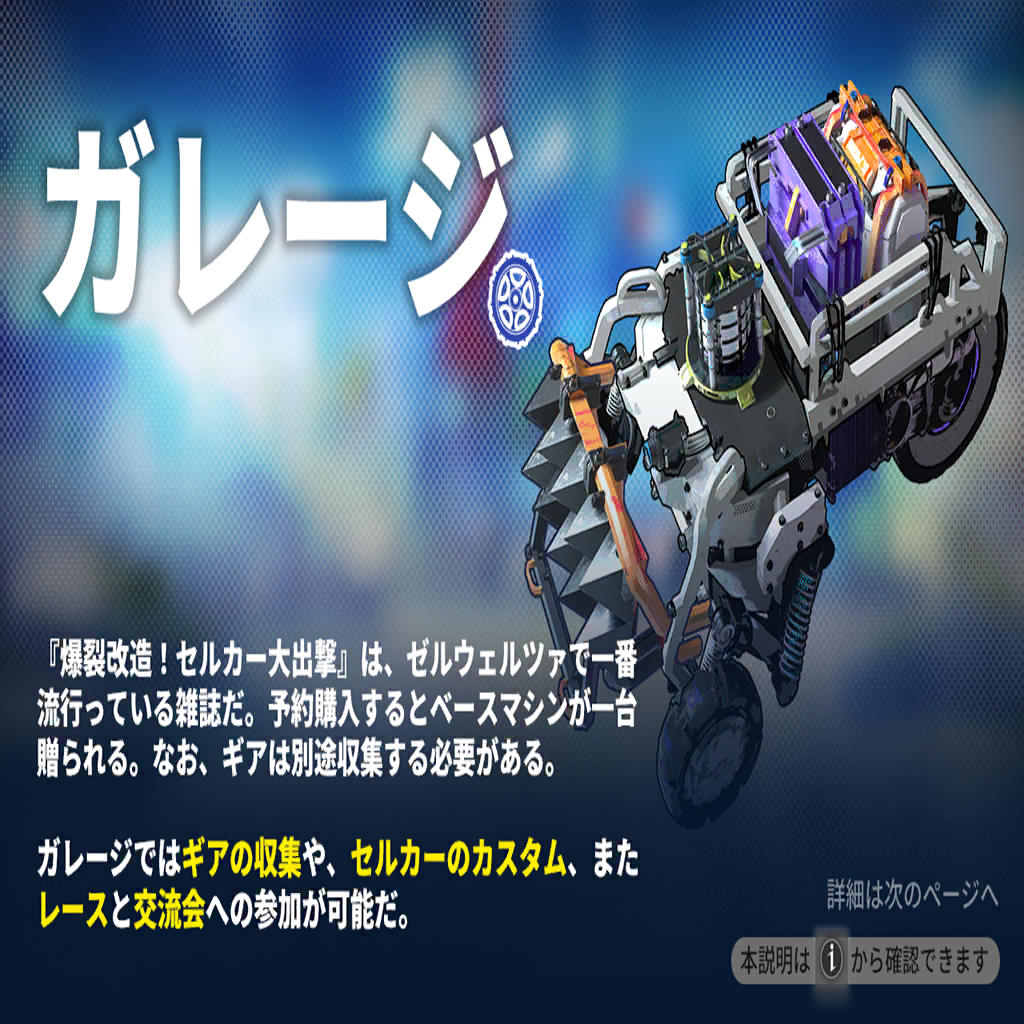 ガレージ
『爆裂改造！セルカー大出撃』は、ゼルウェルツァで一番
流行っている雑誌だ。予約購入するとベースマシンが一台
贈られる。なお、ギアは別途収集する必要がある。
ガレージではギアの収集や、セルカーのカスタム、また
レースと交流会への参加が可能だ。
詳細は次のページへ
本説明は i から確認できます